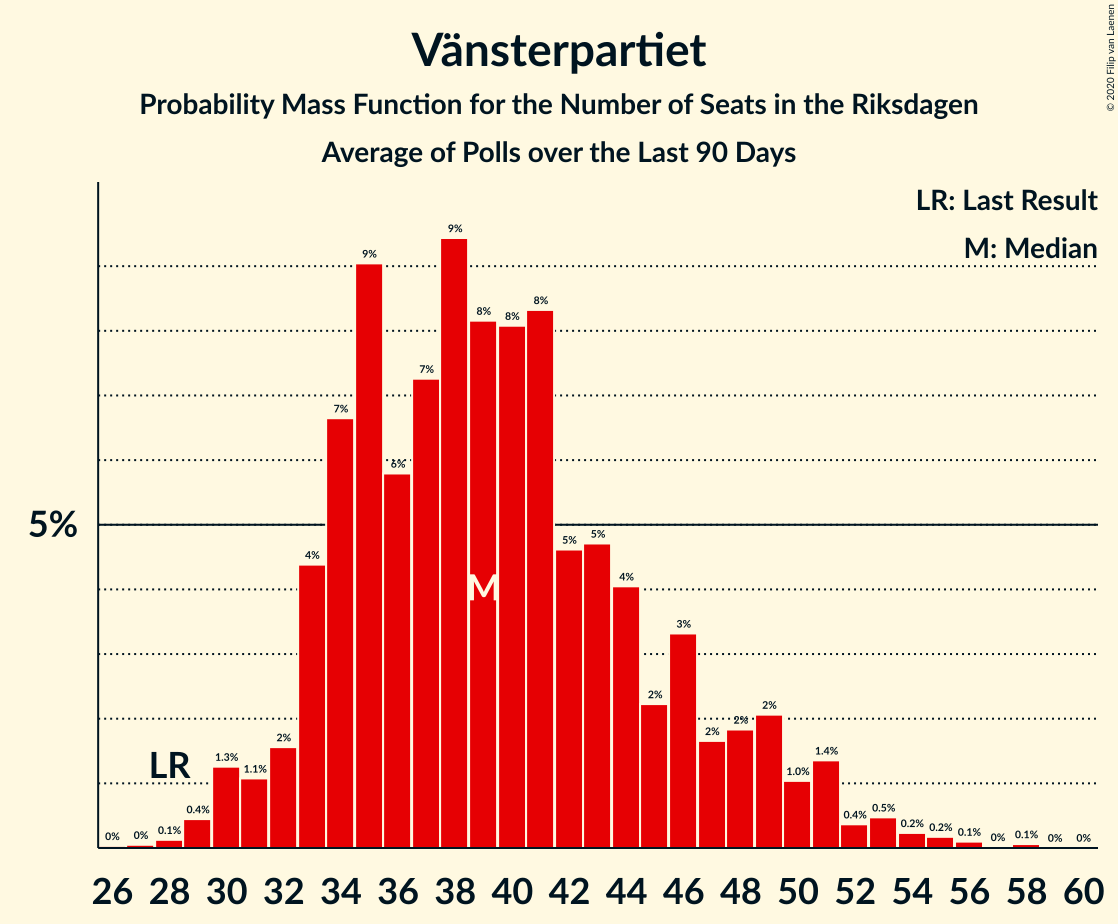 © 2020 Filip van Laenen
Vänsterpartiet
Probability Mass Function for the Number of Seats in the Riksdagen
Average of Polls over the Last 90 Days
LR: Last Result
M: Median
5%
LR
M
0% 0% 0.1% 0.4% 1.3% 1.1% 2% 4% 7% 9% 6% 7% 9% 8% 8% 8% 5% 5% 4% 2% 3% 2% 2% 2% 1.0% 1.4% 0.4% 0.5% 0.2% 0.2% 0.1% 0% 0.1% 0% 0%
26 28 30 32 34 36 38 40 42 44 46 48 50 52 54 56 58 60